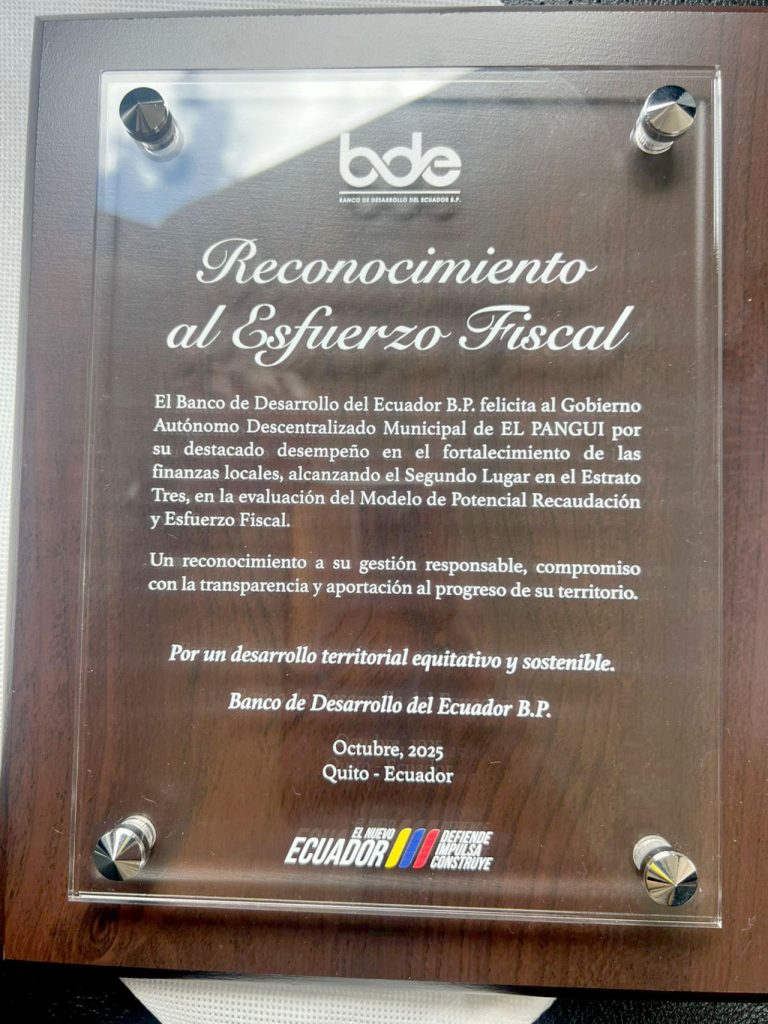 bde
BANCO DE DESARROLLO DEL ECUADOR B.P.
Reconocimiento
al Esfuerzo Fiscal
El Banco de Desarrollo del Ecuador B.P. felicita al Gobierno
Autónomo Descentralizado Municipal de EL PANGUI por
su destacado desempeño en el fortalecimiento de las
finanzas locales, alcanzando el Segundo Lugar en el Estrato
Tres, en la evaluación del Modelo de Potencial Recaudación
y Esfuerzo Fiscal.
Un reconocimiento a su gestión responsable, compromiso
con la transparencia y aportación al progreso de su territorio.
Por un desarrollo territorial equitativo y sostenible.
Banco de Desarrollo del Ecuador B.P.
Octubre, 2025
Quito - Ecuador
EL NUEVO
ECUADOR
DEFIENDE
IMPULSA
CONSTRUYE